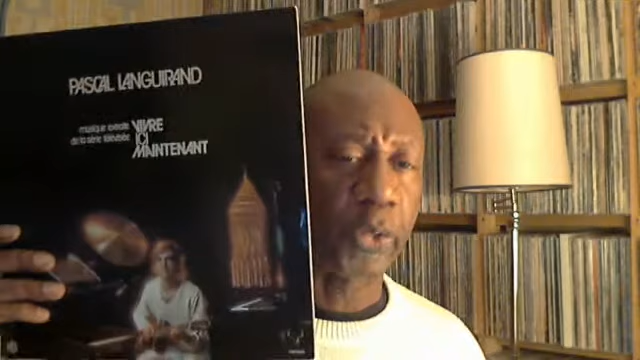 PASCAL LANGUIRAND
musique extraite VIVRE
de la série télévisée ICI
MAINTENANT